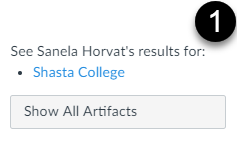 1
See Sanela Horvat's results for:
• Shasta College
Show All Artifacts